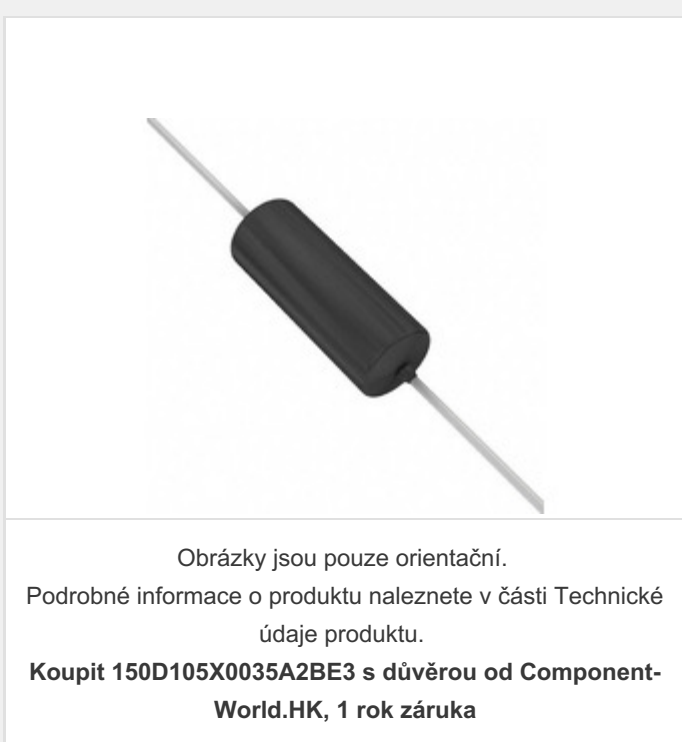 Obrázky jsou pouze orientační.
Podrobné informace o produktu naleznete v části Technické
údaje produktu.
Koupit 150D105X0035A2BE3 s důvěrou od Component-
World.HK, 1 rok záruka